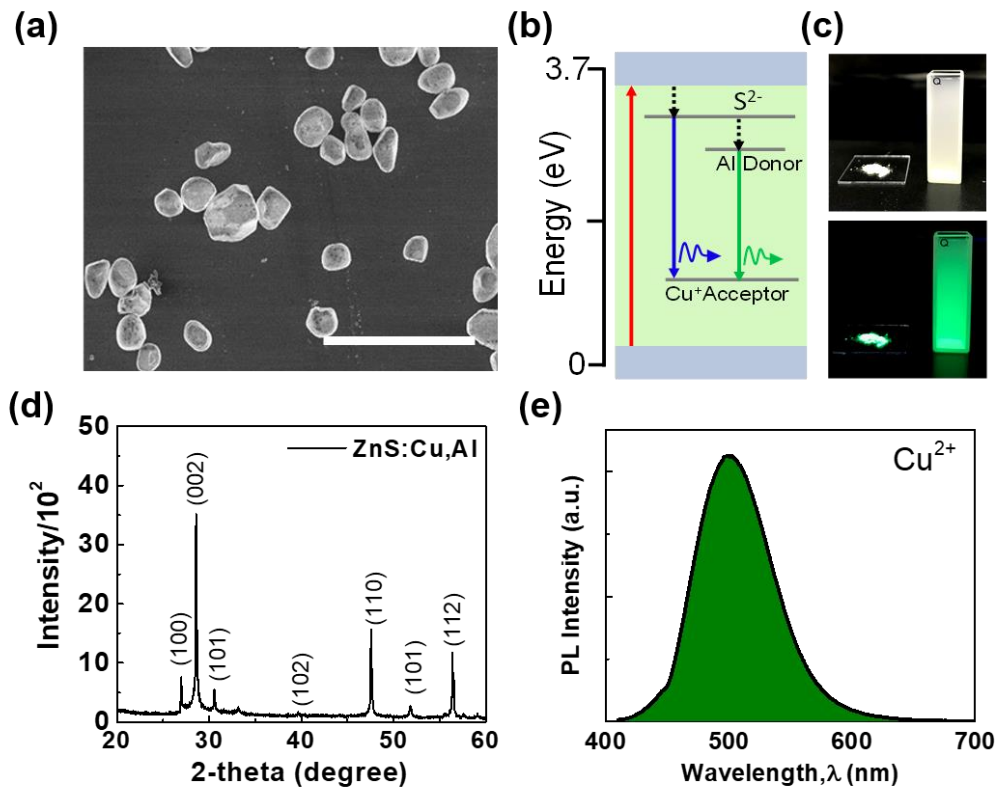 (a)
(b)
(c)
3.7
0
Energy (eV)
S²⁻
Al Donor
Cu⁺Acceptor
Q
Q
(d)
50
40
30
20
10
0
Intensity/10²
ZnS:Cu,Al
(100)
(002)
(101)
(102)
(110)
(101)
(112)
20
30
40
50
60
2-theta (degree)
(e)
Cu²⁺
PL Intensity (a.u.)
400
500
600
700
Wavelength,λ (nm)